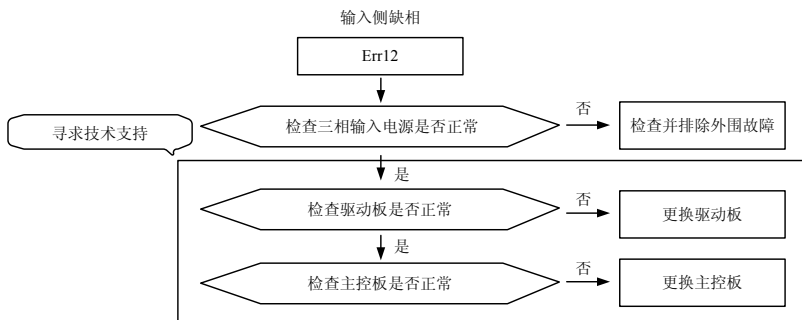 输入侧缺相
Err12
检查三相输入电源是否正常
否
检查并排除外围故障
寻求技术支持
是
检查驱动板是否正常
否
更换驱动板
是
检查主控板是否正常
否
更换主控板